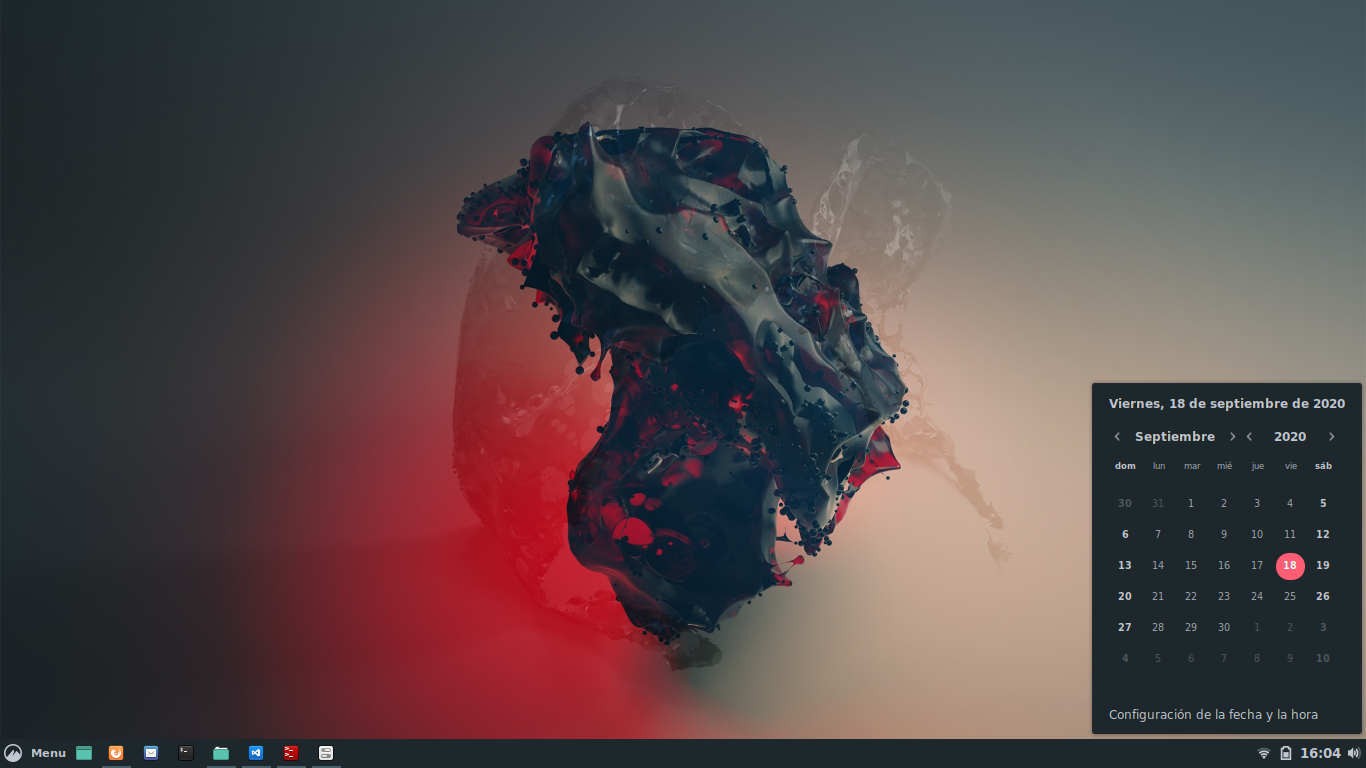 Viernes, 18 de septiembre de 2020
Septiembre 2020
dom lun mar mié jue vie sáb
30 31 1 2 3 4 5
6 7 8 9 10 11 12
13 14 15 16 17 18 19
20 21 22 23 24 25 26
27 28 29 30 1 2 3
4 5 6 7 8 9 10
Configuración de la fecha y la hora
Menu 16:04